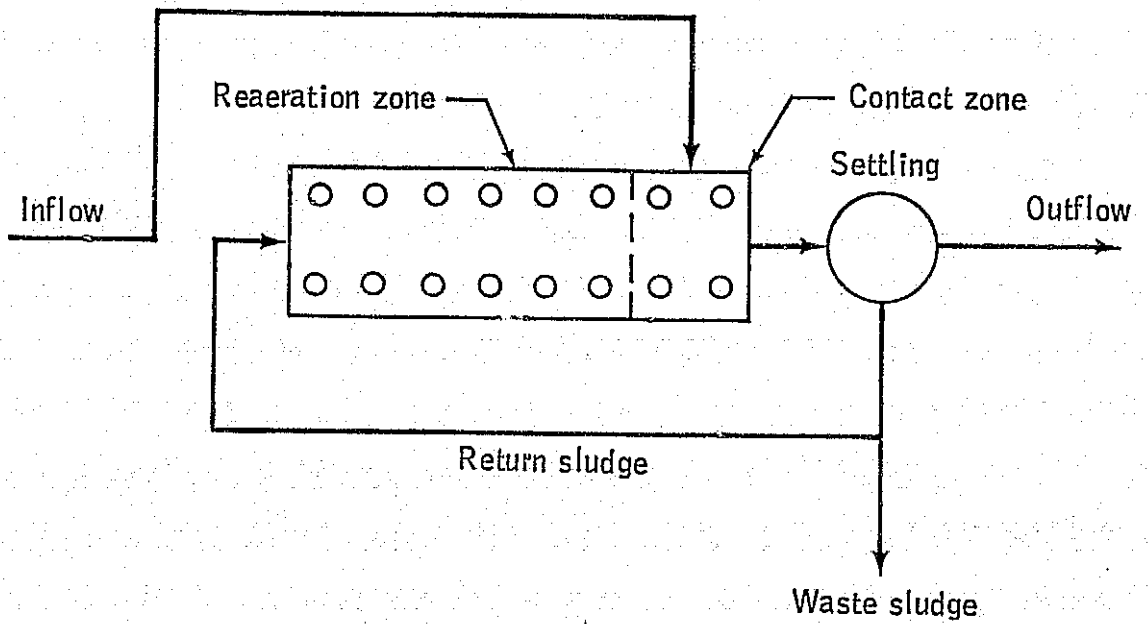 Reaeration zone
Contact zone
Settling
Inflow
Outflow
Return sludge
Waste sludge